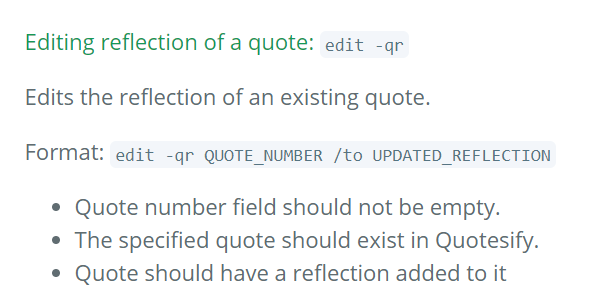 Editing reflection of a quote: edit -qr
Edits the reflection of an existing quote.
Format: edit -qr QUOTE_NUMBER /to UPDATED_REFLECTION
• Quote number field should not be empty.
• The specified quote should exist in Quotesify.
• Quote should have a reflection added to it